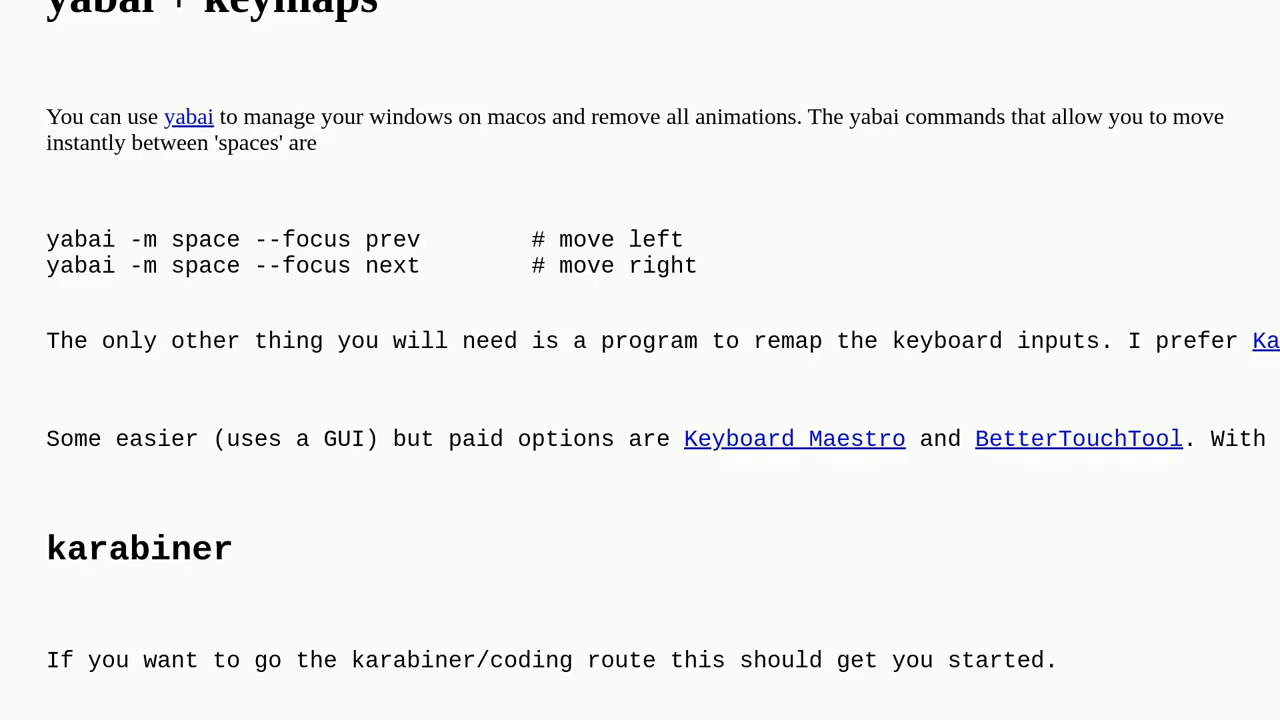 yabai + keymaps
You can use yabai to manage your windows on macos and remove all animations. The yabai commands that allow you to move
instantly between 'spaces' are
yabai -m space --focus prev        # move left
yabai -m space --focus next        # move right
The only other thing you will need is a program to remap the keyboard inputs. I prefer Ka
Some easier (uses a GUI) but paid options are Keyboard Maestro and BetterTouchTool. With
karabiner
If you want to go the karabiner/coding route this should get you started.